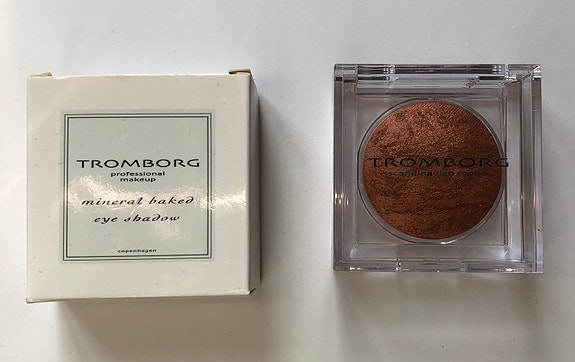 TROMBORG
professional
makeup
mineral baked
eye shadow
copenhagen
TROMBORG
scandinavian mood